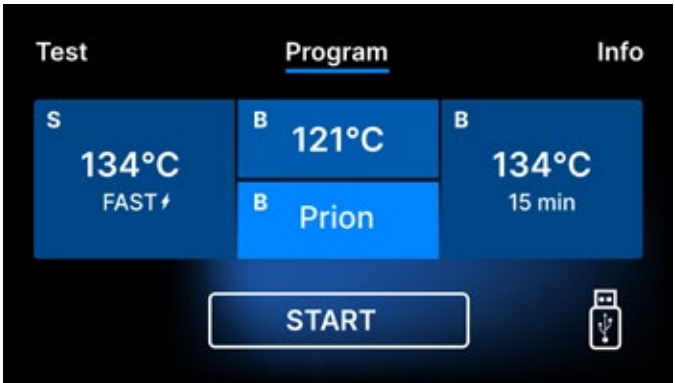 Test Program Info
S 134°C FAST
B 121°C
B Prion
B 134°C 15 min
START